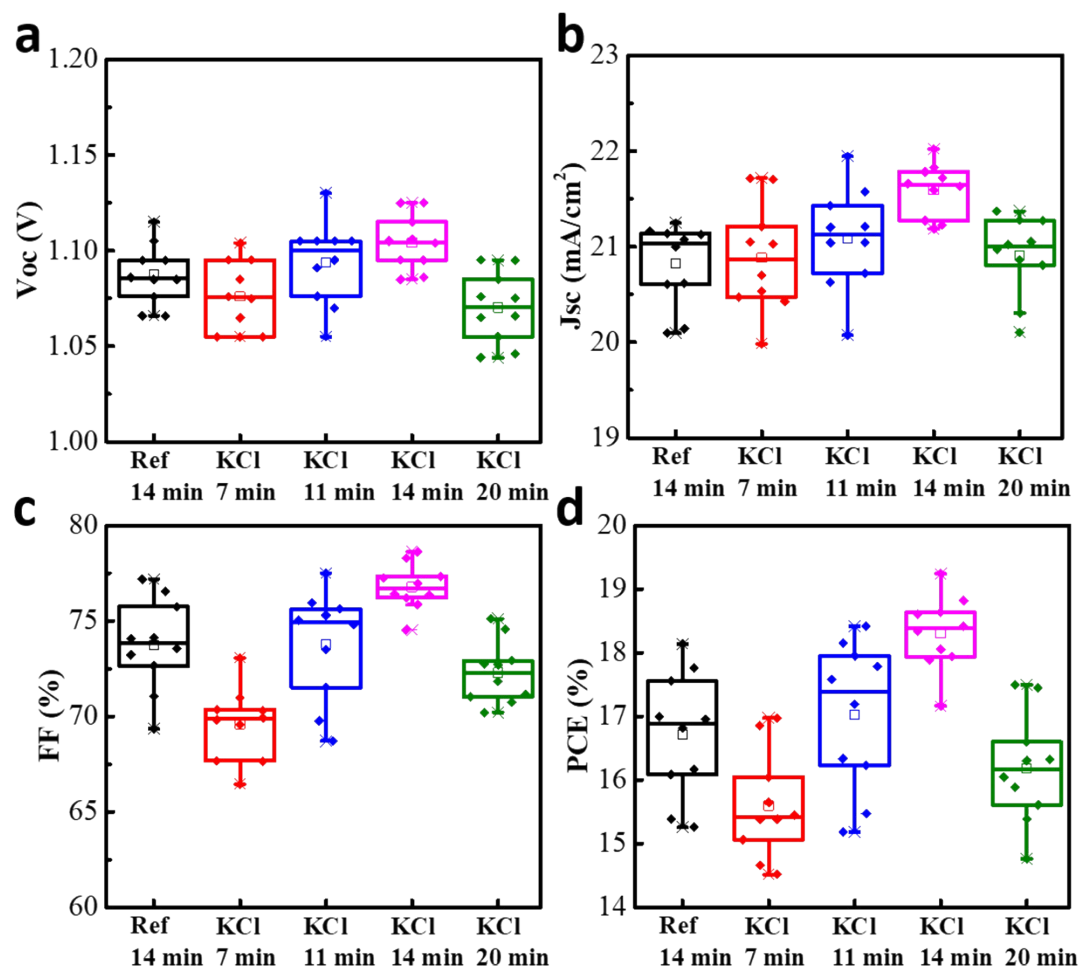 a
Voc (V)
1.20
1.15
1.10
1.05
1.00
Ref KCl KCl KCl KCl
14 min 7 min 11 min 14 min 20 min
b
Jsc (mA/cm²)
23
22
21
20
19
Ref KCl KCl KCl KCl
14 min 7 min 11 min 14 min 20 min
c
FF (%)
80
75
70
65
60
Ref KCl KCl KCl KCl
14 min 7 min 11 min 14 min 20 min
d
PCE (%)
20
19
18
17
16
15
14
Ref KCl KCl KCl KCl
14 min 7 min 11 min 14 min 20 min